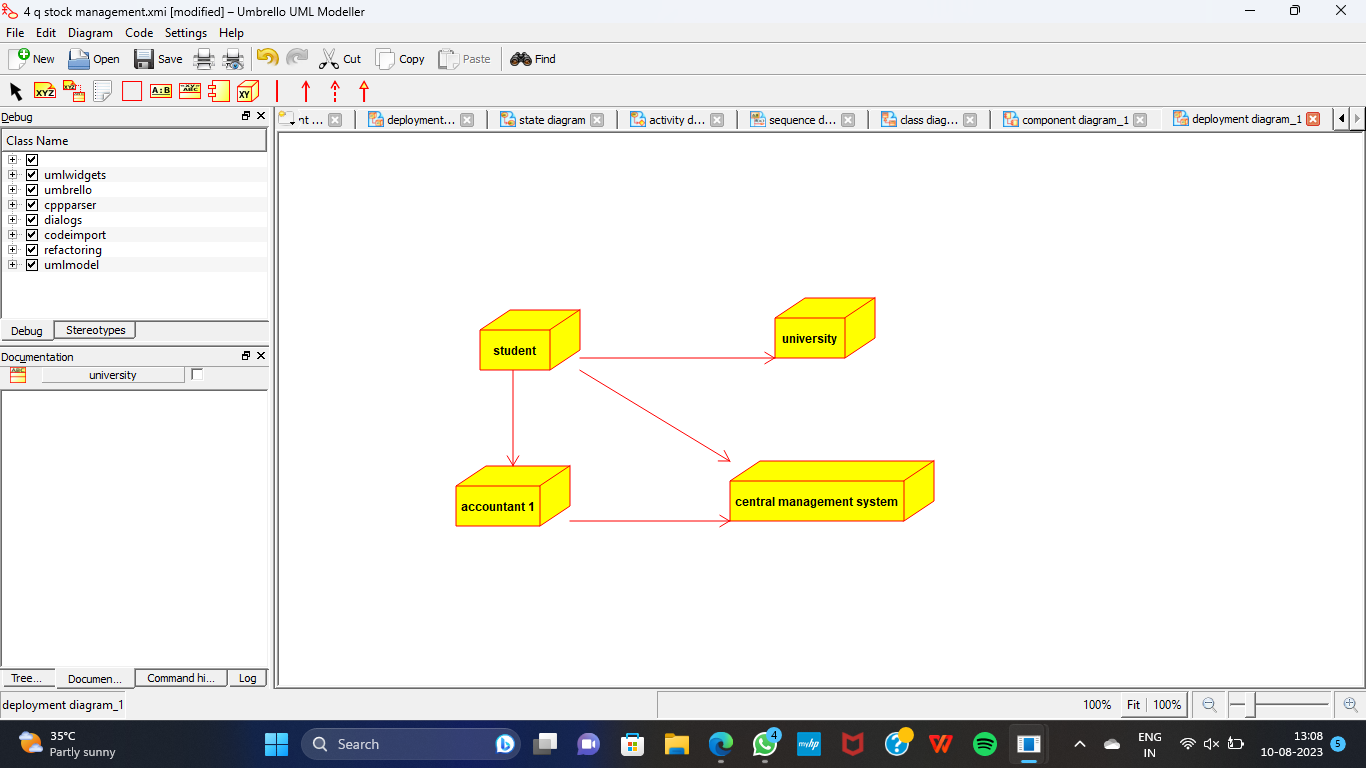 4 q stock management.xmi [modified] – Umbrello UML Modeller
File Edit Diagram Code Settings Help
New Open Save Cut Copy Paste Find
XYZ XYZ A:B ABC XY
Debug
nt ... deployment... state diagram activity d... sequence d... class diag... component diagram_1 deployment diagram_1
Class Name
umlwidgets
umbrello
cppparser
dialogs
codeimport
refactoring
umlmodel
Debug Stereotypes
Documentation
ABC university
student
university
accountant 1
central management system
Tree... Documen... Command hi... Log
deployment diagram_1
100% Fit 100%
35°C
Partly sunny
Search
4
myhp
?
W
ENG
IN
13:08
10-08-2023
5